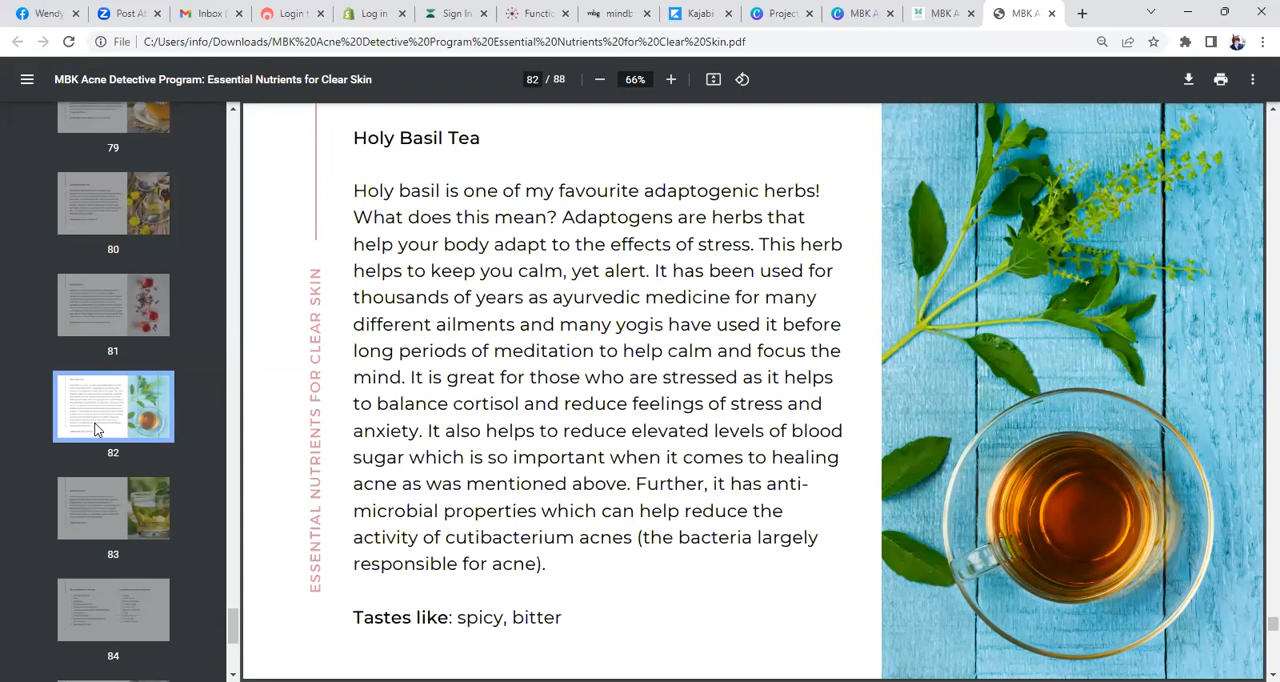 Wendy
Post At
Inbox (
Login t
Log in
Sign In
Functi
mbg
mindb
Kajabi
Project
MBK A
MBK A
MBK A
File
C:/Users/info/Downloads/MBK%20Acne%20Detective%20Program%20Essential%20Nutrients%20for%20Clear%20Skin.pdf
MBK Acne Detective Program: Essential Nutrients for Clear Skin
82 / 88
66%
79
80
81
82
83
84
ESSENTIAL NUTRIENTS FOR CLEAR SKIN
Holy Basil Tea
Holy basil is one of my favourite adaptogenic herbs!
What does this mean? Adaptogens are herbs that
help your body adapt to the effects of stress. This herb
helps to keep you calm, yet alert. It has been used for
thousands of years as ayurvedic medicine for many
different ailments and many yogis have used it before
long periods of meditation to help calm and focus the
mind. It is great for those who are stressed as it helps
to balance cortisol and reduce feelings of stress and
anxiety. It also helps to reduce elevated levels of blood
sugar which is so important when it comes to healing
acne as was mentioned above. Further, it has anti-
microbial properties which can help reduce the
activity of cutibacterium acnes (the bacteria largely
responsible for acne).
Tastes like: spicy, bitter